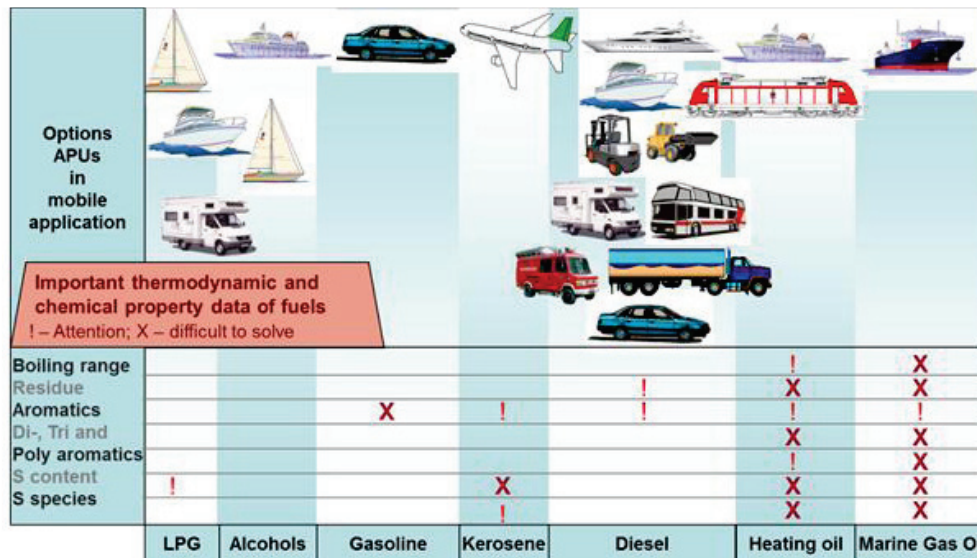 Options
APUs
in
mobile
application
Important thermodynamic and
chemical property data of fuels
! – Attention; X – difficult to solve
Boiling range ! X
Residue ! X X
Aromatics X ! ! ! !
Di-, Tri and X X
Poly aromatics ! X
S content ! X X X
S species ! X X
LPG Alcohols Gasoline Kerosene Diesel Heating oil Marine Gas O